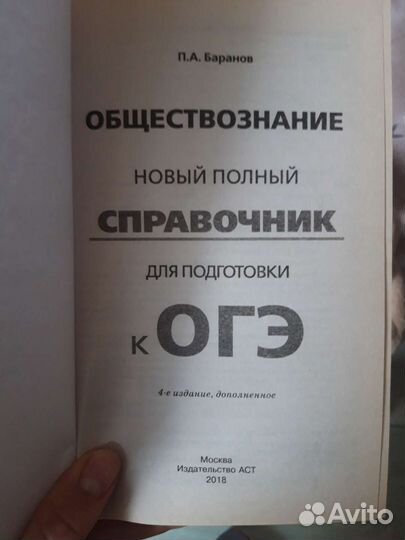 П.А. Баранов
ОБЩЕСТВОЗНАНИЕ
НОВЫЙ ПОЛНЫЙ
СПРАВОЧНИК
ДЛЯ ПОДГОТОВКИ
К ОГЭ
4-е издание, дополненное
Москва
Издательство АСТ
2018
Avito